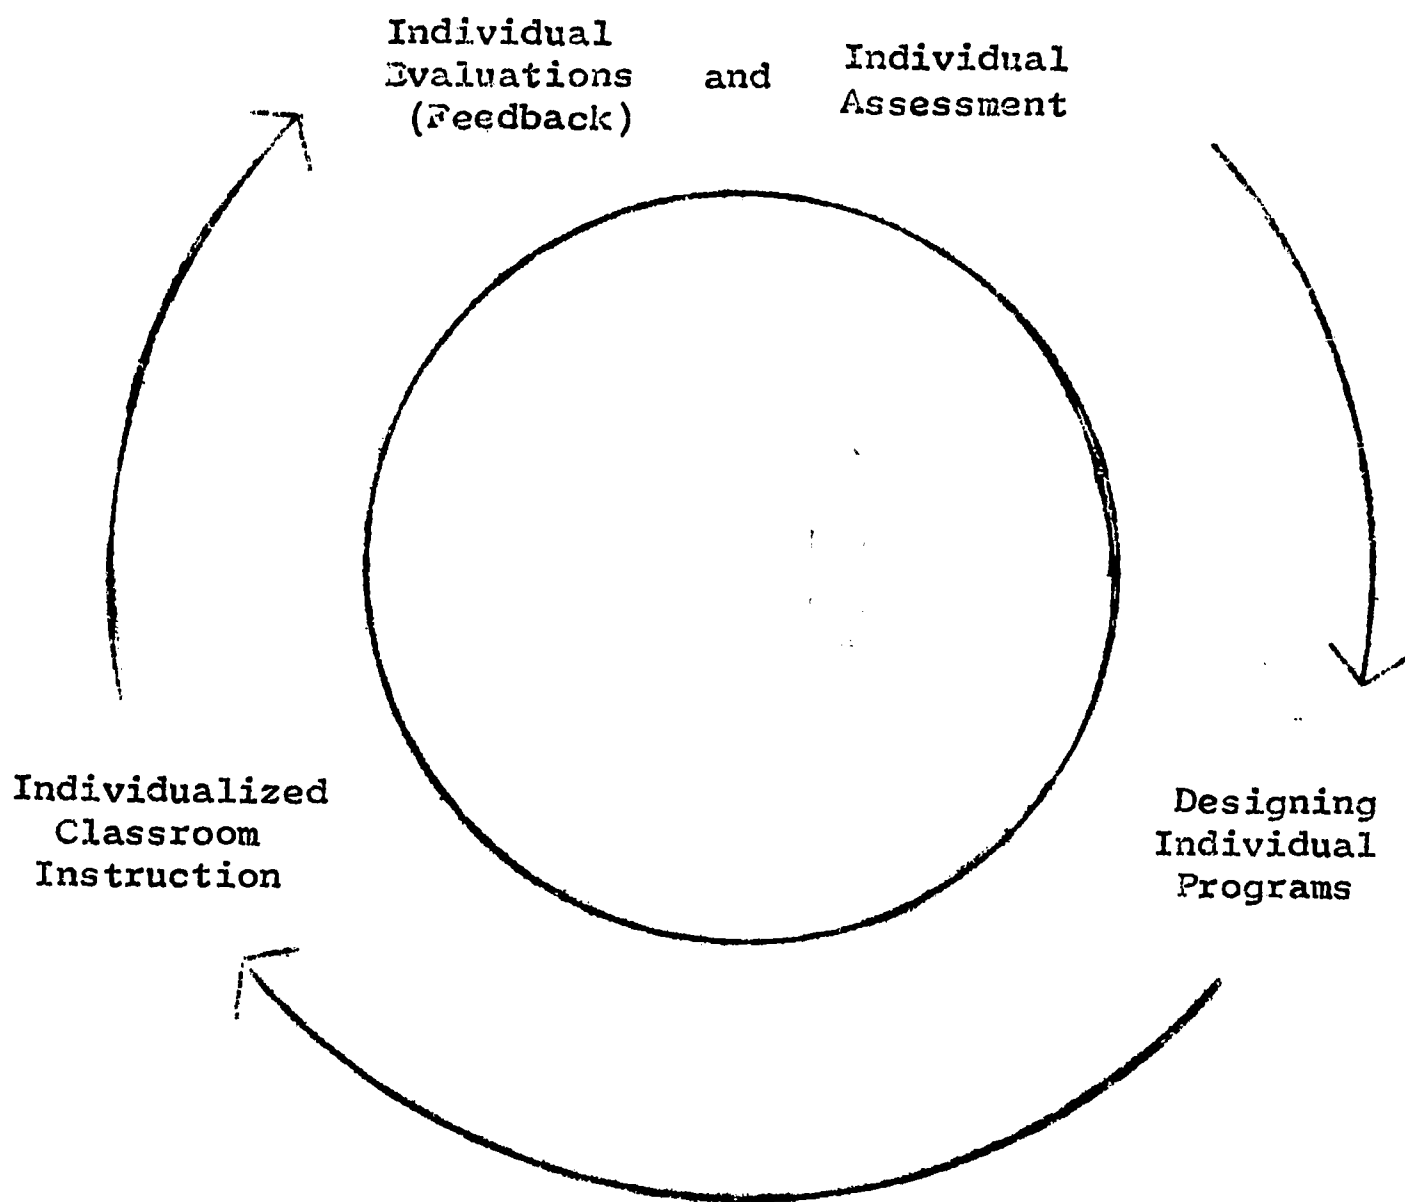 Individual
Evaluations and
(Feedback)
Individual
Assessment
Designing
Individual
Programs
Individualized
Classroom
Instruction